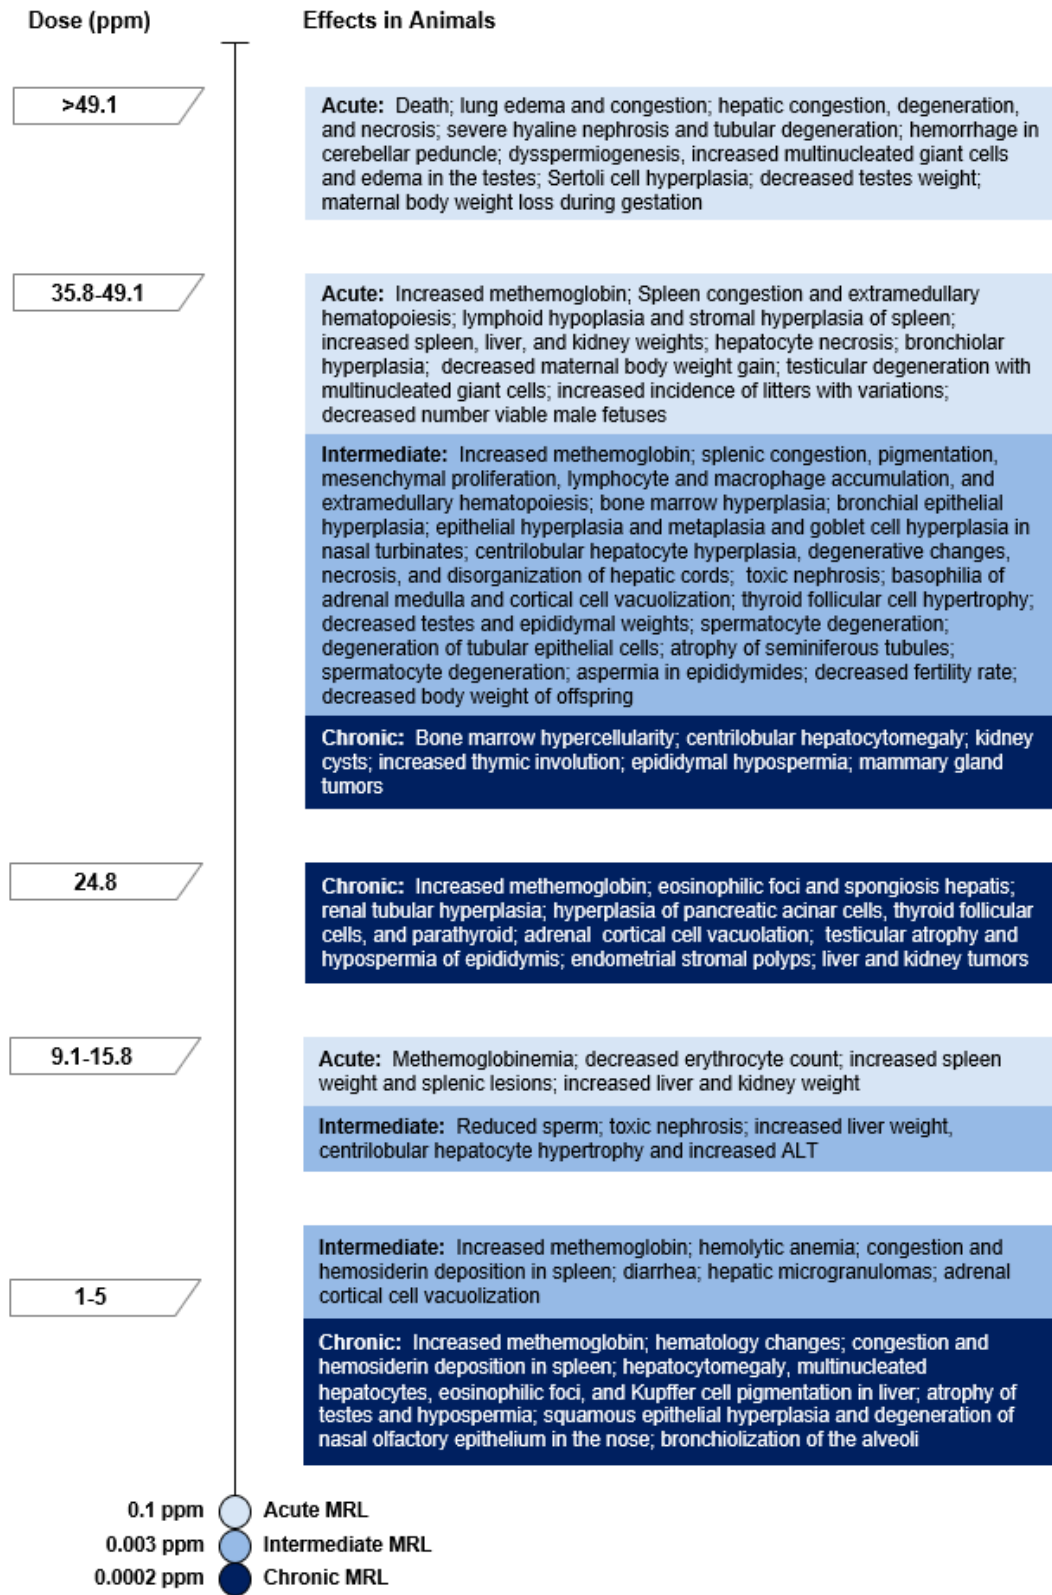 Dose (ppm)
Effects in Animals
>49.1
Acute: Death; lung edema and congestion; hepatic congestion, degeneration,
and necrosis; severe hyaline nephrosis and tubular degeneration; hemorrhage in
cerebellar peduncle; dysspermiogenesis, increased multinucleated giant cells
and edema in the testes; Sertoli cell hyperplasia; decreased testes weight;
maternal body weight loss during gestation
35.8-49.1
Acute: Increased methemoglobin; Spleen congestion and extramedullary
hematopoiesis; lymphoid hypoplasia and stromal hyperplasia of spleen;
increased spleen, liver, and kidney weights; hepatocyte necrosis; bronchiolar
hyperplasia; decreased maternal body weight gain; testicular degeneration with
multinucleated giant cells; increased incidence of litters with variations;
decreased number viable male fetuses
Intermediate: Increased methemoglobin; splenic congestion, pigmentation,
mesenchymal proliferation, lymphocyte and macrophage accumulation, and
extramedullary hematopoiesis; bone marrow hyperplasia; bronchial epithelial
hyperplasia; epithelial hyperplasia and metaplasia and goblet cell hyperplasia in
nasal turbinates; centrilobular hepatocyte hyperplasia, degenerative changes,
necrosis, and disorganization of hepatic cords; toxic nephrosis; basophilia of
adrenal medulla and cortical cell vacuolization; thyroid follicular cell hypertrophy;
decreased testes and epididymal weights; spermatocyte degeneration;
degeneration of tubular epithelial cells; atrophy of seminiferous tubules;
spermatocyte degeneration; aspermia in epididymides; decreased fertility rate;
decreased body weight of offspring
Chronic: Bone marrow hypercellularity; centrilobular hepatocytomegaly; kidney
cysts; increased thymic involution; epididymal hypospermia; mammary gland
tumors
24.8
Chronic: Increased methemoglobin; eosinophilic foci and spongiosis hepatis;
renal tubular hyperplasia; hyperplasia of pancreatic acinar cells, thyroid follicular
cells, and parathyroid; adrenal cortical cell vacuolation; testicular atrophy and
hypospermia of epididymis; endometrial stromal polyps; liver and kidney tumors
9.1-15.8
Acute: Methemoglobinemia; decreased erythrocyte count; increased spleen
weight and splenic lesions; increased liver and kidney weight
Intermediate: Reduced sperm; toxic nephrosis; increased liver weight,
centrilobular hepatocyte hypertrophy and increased ALT
1-5
Intermediate: Increased methemoglobin; hemolytic anemia; congestion and
hemosiderin deposition in spleen; diarrhea; hepatic microgranulomas; adrenal
cortical cell vacuolization
Chronic: Increased methemoglobin; hematology changes; congestion and
hemosiderin deposition in spleen; hepatocytomegaly, multinucleated
hepatocytes, eosinophilic foci, and Kupffer cell pigmentation in liver; atrophy of
testes and hypospermia; squamous epithelial hyperplasia and degeneration of
nasal olfactory epithelium in the nose; bronchiolization of the alveoli
0.1 ppm Acute MRL
0.003 ppm Intermediate MRL
0.0002 ppm Chronic MRL